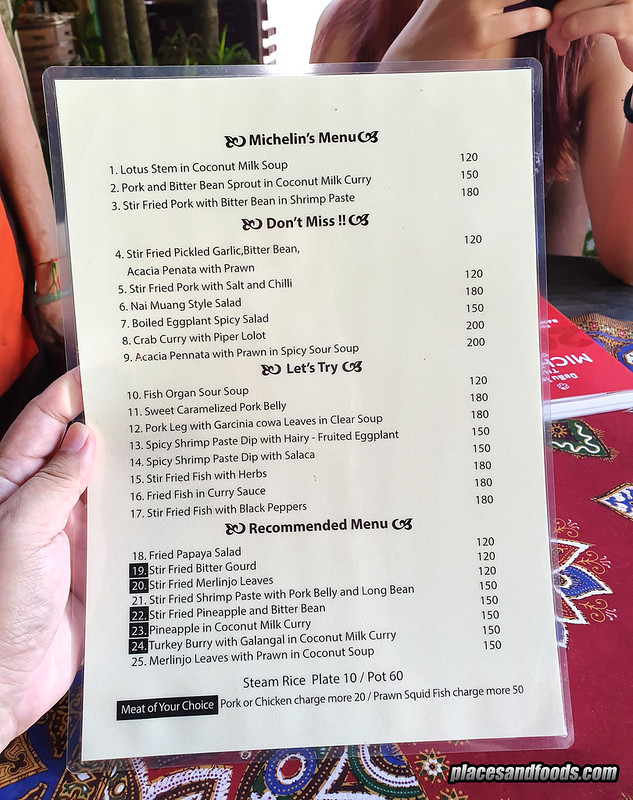 Michelin's Menu
1. Lotus Stem in Coconut Milk Soup 120
2. Pork and Bitter Bean Sprout in Coconut Milk Curry 150
3. Stir Fried Pork with Bitter Bean in Shrimp Paste 180
Don't Miss !!
4. Stir Fried Pickled Garlic,Bitter Bean, 120
Acacia Penata with Prawn
5. Stir Fried Pork with Salt and Chilli 120
6. Nai Muang Style Salad 180
7. Boiled Eggplant Spicy Salad 150
8. Crab Curry with Piper Lolot 200
9. Acacia Pennata with Prawn in Spicy Sour Soup 200
Let's Try
10. Fish Organ Sour Soup 120
11. Sweet Caramelized Pork Belly 180
12. Pork Leg with Garcinia cowa Leaves in Clear Soup 180
13. Spicy Shrimp Paste Dip with Hairy - Fruited Eggplant 150
14. Spicy Shrimp Paste Dip with Salaca 150
15. Stir Fried Fish with Herbs 180
16. Fried Fish in Curry Sauce 180
17. Stir Fried Fish with Black Peppers 180
Recommended Menu
18. Fried Papaya Salad 120
19. Stir Fried Bitter Gourd 120
20. Stir Fried Merlinjo Leaves 120
21. Stir Fried Shrimp Paste with Pork Belly and Long Bean 150
22. Stir Fried Pineapple and Bitter Bean 150
23. Pineapple in Coconut Milk Curry 150
24. Turkey Burry with Galangal in Coconut Milk Curry 150
25. Merlinjo Leaves with Prawn in Coconut Soup 150
Steam Rice Plate 10 / Pot 60
Meat of Your Choice Pork or Chicken charge more 20 / Prawn Squid Fish charge more 50
placesandfoods.com